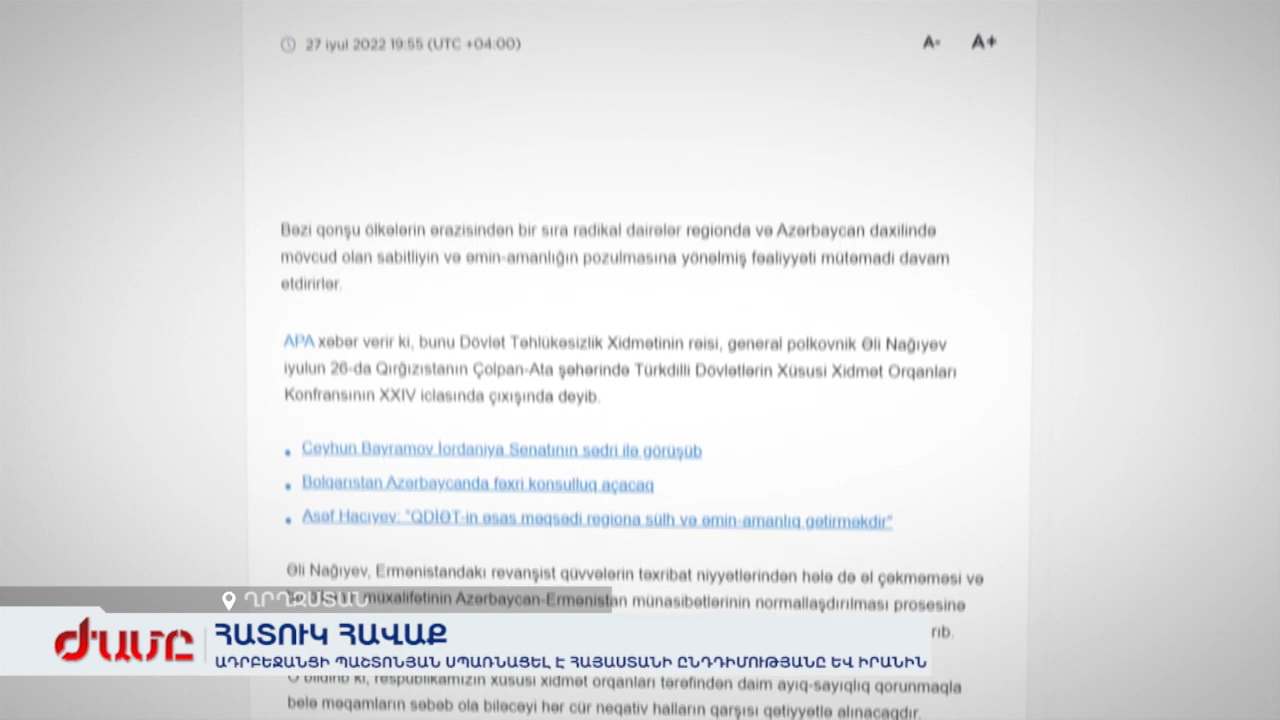 27 iyul 2022 19:55 (UTC +04:00)
A- A+
Bəzi qonşu ölkələrin ərazisindən bir sıra radikal dairələr regionda və Azərbaycan daxilində
mövcud olan sabitliyin və əmin-amanlığın pozulmasına yönəlmiş fəaliyyəti mütəmadi davam
etdirirlər.
APA xəbər verir ki, bunu Dövlət Təhlükəsizlik Xidmətinin rəisi, general polkovnik Əli Nağıyev
iyulun 26-da Qırğızıstanın Çolpan-Ata şəhərində Türkdilli Dövlətlərin Xüsusi Xidmət Orqanları
Konfransının XXIV iclasında çıxışında deyib.
Ceyhun Bayramov İordaniya Senatının sədri ilə görüşüb
Bolqarıstan Azərbaycanda fəxri konsulluq açacaq
Asəf Hacıyev: "QDİƏT-in əsas məqsədi regiona sülh və əmin-amanlıq gətirməkdir"
Əli Nağıyev, Ermənistandakı revanşist qüvvələrin təxribat niyyətlərindən hələ də əl çəkməməsi və
müxalifətinin Azərbaycan-Ermənistan münasibətlərinin normallaşdırılması prosesinə
ՂՐՂԶՍՏԱՆ
rıb.
ԺԱՄԸ
ՀԱՏՈՒԿ ՀԱՎԱՔ
ԱԴՐԲԵՋԱՆՑԻ ՊԱՇՏՈՆՅԱՆ ՍՊԱՌՆԱՑԵԼ Է ՀԱՅԱՍՏԱՆԻ ԸՆԴԴԻՄՈՒԹՅԱՆԸ ԵՎ ԻՐԱՆԻՆ
O bildirib ki, respublikamızın xüsusi xidmət orqanları tərəfindən daim ayıq-sayıqlıq qorunmaqla
belə məqamların səbəb ola biləcəyi hər cür neqativ halların qarşısı qətiyyətlə alınacaqdır.